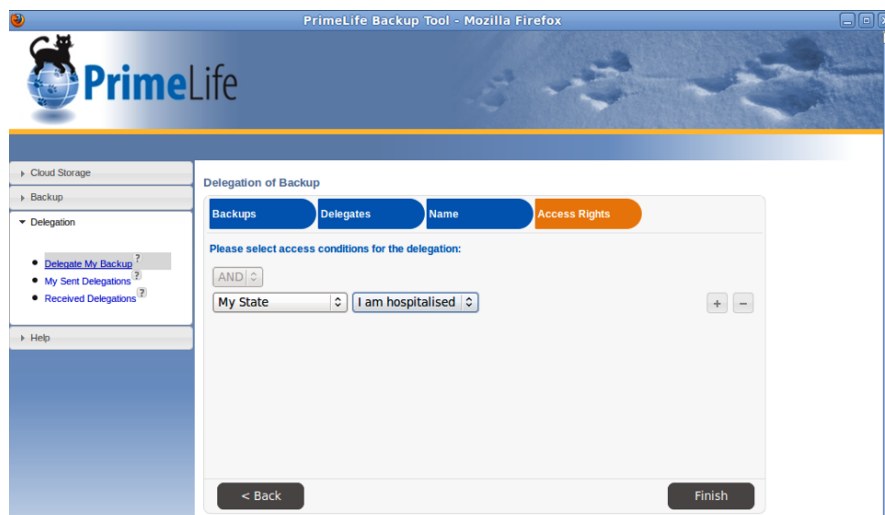 PrimeLife Backup Tool - Mozilla Firefox
PrimeLife
Cloud Storage
Backup
Delegation
Delegate My Backup ?
My Sent Delegations ?
Received Delegations ?
Help
Delegation of Backup
Backups Delegates Name Access Rights
Please select access conditions for the delegation:
AND
My State I am hospitalised + -
< Back Finish